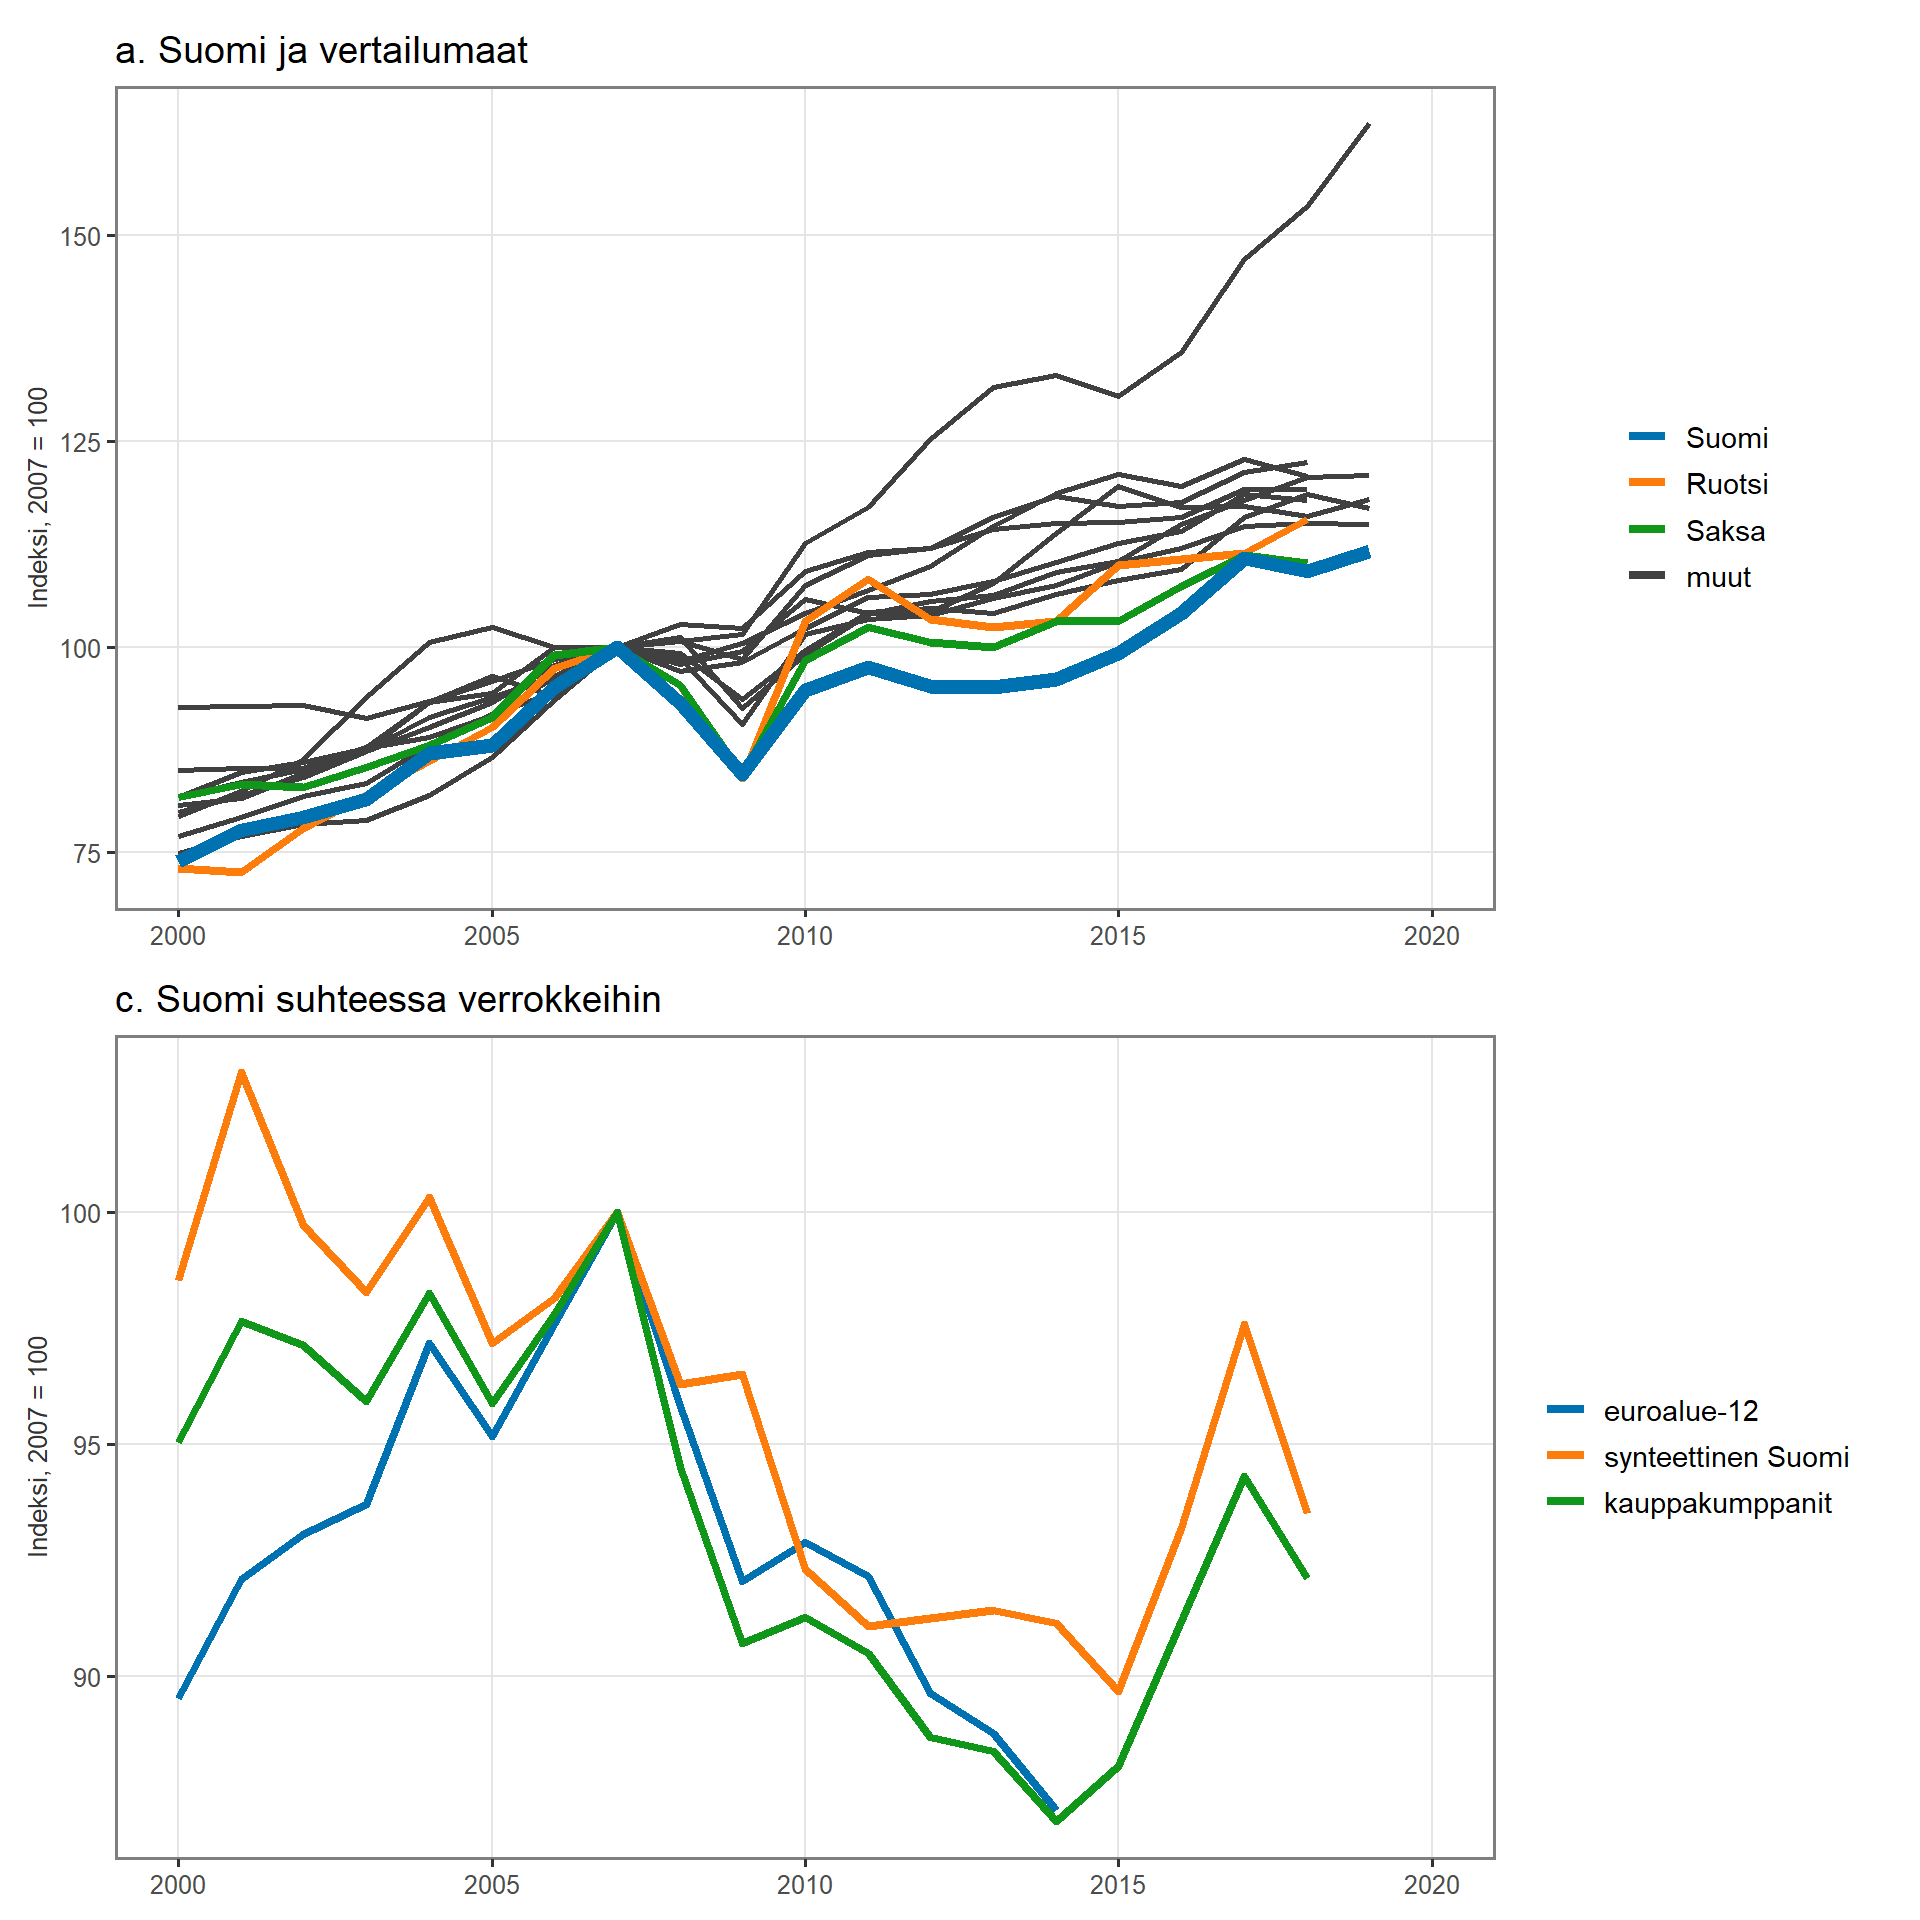 a. Suomi ja vertailumaat
Indeksi, 2007 = 100
150
125
100
75
2000
2005
2010
2015
2020
Suomi
Ruotsi
Saksa
muut
c. Suomi suhteessa verrokkeihin
Indeksi, 2007 = 100
100
95
90
2000
2005
2010
2015
2020
euroalue-12
synteettinen Suomi
kauppakumppanit